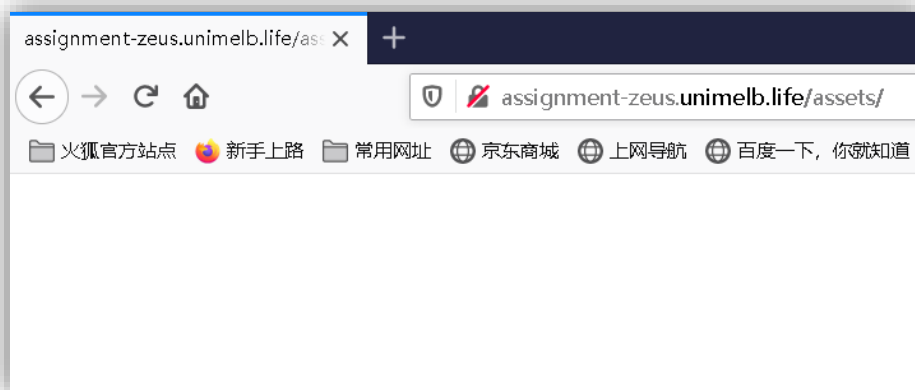 assignment-zeus.unimelb.life/ass
assignment-zeus.unimelb.life/assets/
火狐官方站点 新手上路 常用网址 京东商城 上网导航 百度一下，你就知道